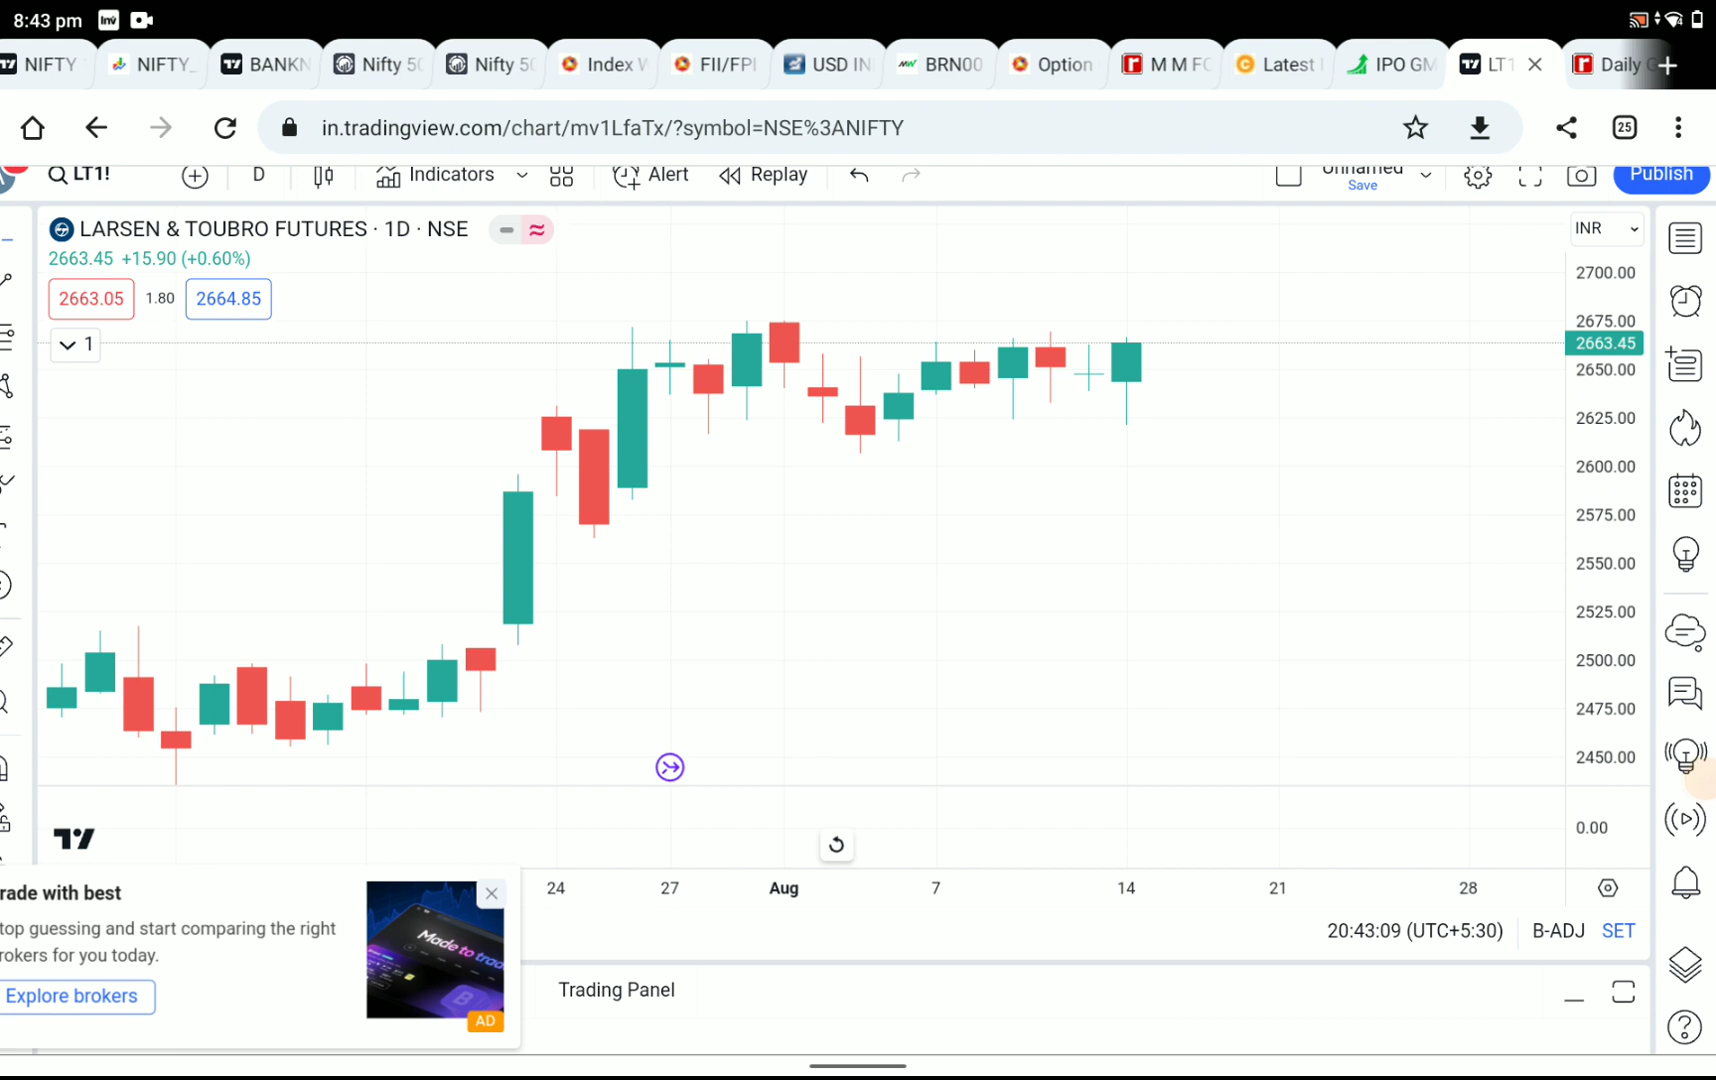 8:43 pm
NIFTY
NIFTY_
BANKN
Nifty 50
Nifty 50
Index W
FII/FPI
USD IN
BRN00
Option
M M FO
Latest
IPO GM
LT1
Daily
in.tradingview.com/chart/mv1LfaTx/?symbol=NSE%3ANIFTY
25
LT1!
D
Indicators
Alert
Replay
Unnamed
Save
Publish
LARSEN & TOUBRO FUTURES · 1D · NSE
2663.45 +15.90 (+0.60%)
2663.05 1.80 2664.85
1
INR
2700.00
2675.00
2663.45
2650.00
2625.00
2600.00
2575.00
2550.00
2525.00
2500.00
2475.00
2450.00
0.00
24 27 Aug 7 14 21 28
rade with best
top guessing and start comparing the right
rokers for you today.
Explore brokers
Made to trad
AD
20:43:09 (UTC+5:30) B-ADJ SET
Trading Panel